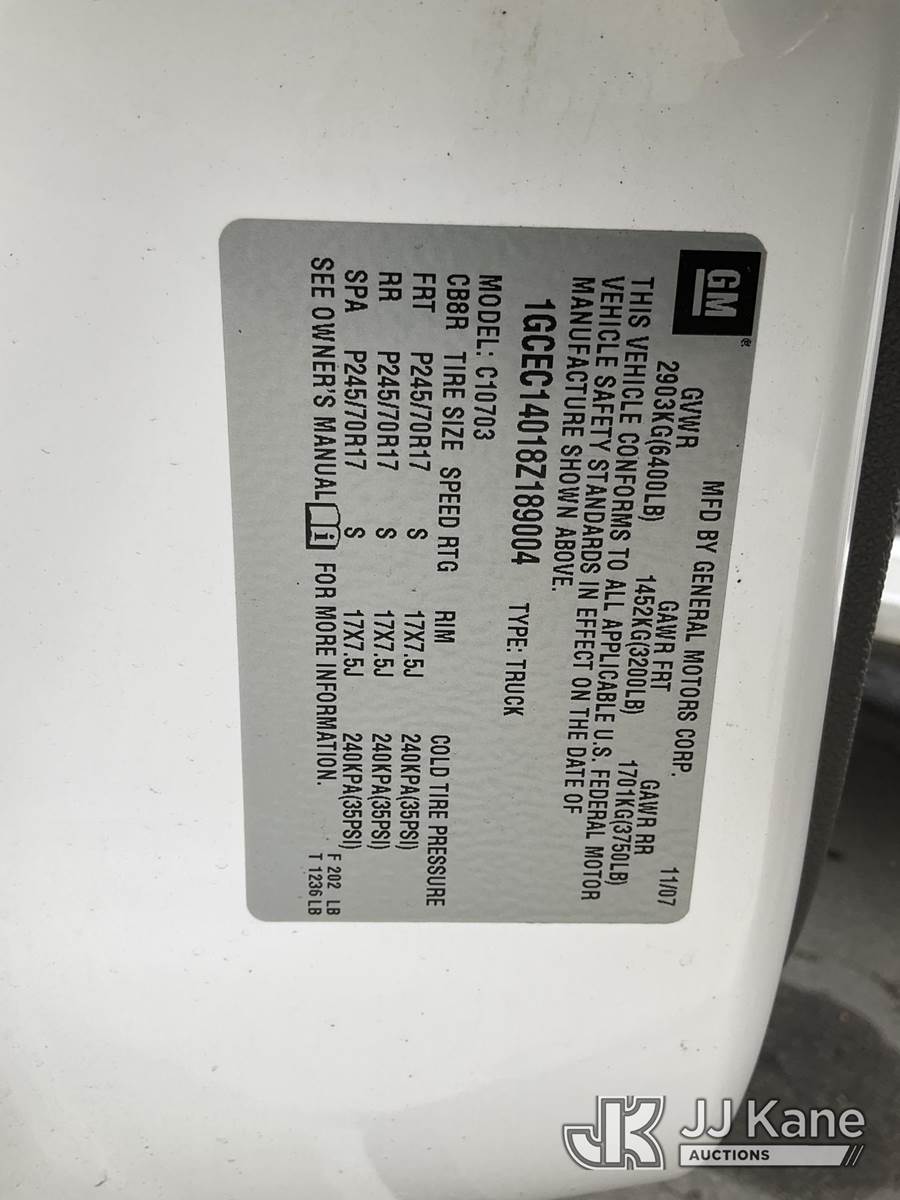 GM®
MFD BY GENERAL MOTORS CORP. 11/07
GVWR GAWR FRT GAWR RR
2903KG(6400LB) 1452KG(3200LB) 1701KG(3750LB)
THIS VEHICLE CONFORMS TO ALL APPLICABLE U.S. FEDERAL MOTOR
VEHICLE SAFETY STANDARDS IN EFFECT ON THE DATE OF
MANUFACTURE SHOWN ABOVE.
1GCEC14018Z189004 TYPE: TRUCK
MODEL: C10703
CB8R TIRE SIZE SPEED RTG RIM COLD TIRE PRESSURE
FRT P245/70R17 S 17X7.5J 240KPA(35PSI)
RR P245/70R17 S 17X7.5J 240KPA(35PSI)
SPA P245/70R17 S 17X7.5J 240KPA(35PSI)
SEE OWNER'S MANUAL i FOR MORE INFORMATION.
F 202 LB
T 1236 LB
JK JJ Kane
AUCTIONS